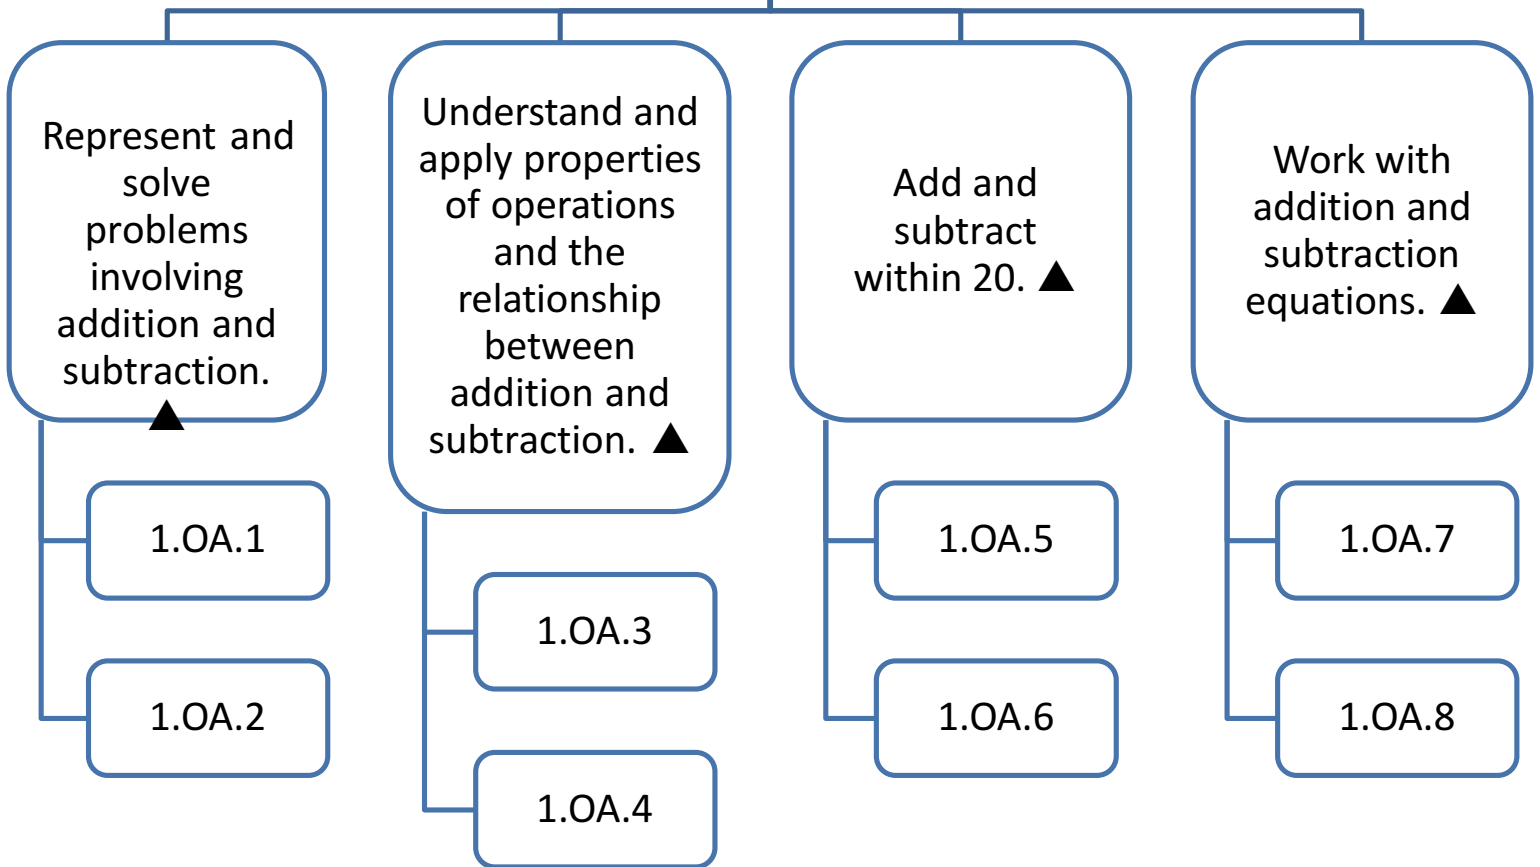 Represent and
solve
problems
involving
addition and
subtraction.
▲
1.OA.1
1.OA.2
Understand and
apply properties
of operations
and the
relationship
between
addition and
subtraction. ▲
1.OA.3
1.OA.4
Add and
subtract
within 20. ▲
1.OA.5
1.OA.6
Work with
addition and
subtraction
equations. ▲
1.OA.7
1.OA.8